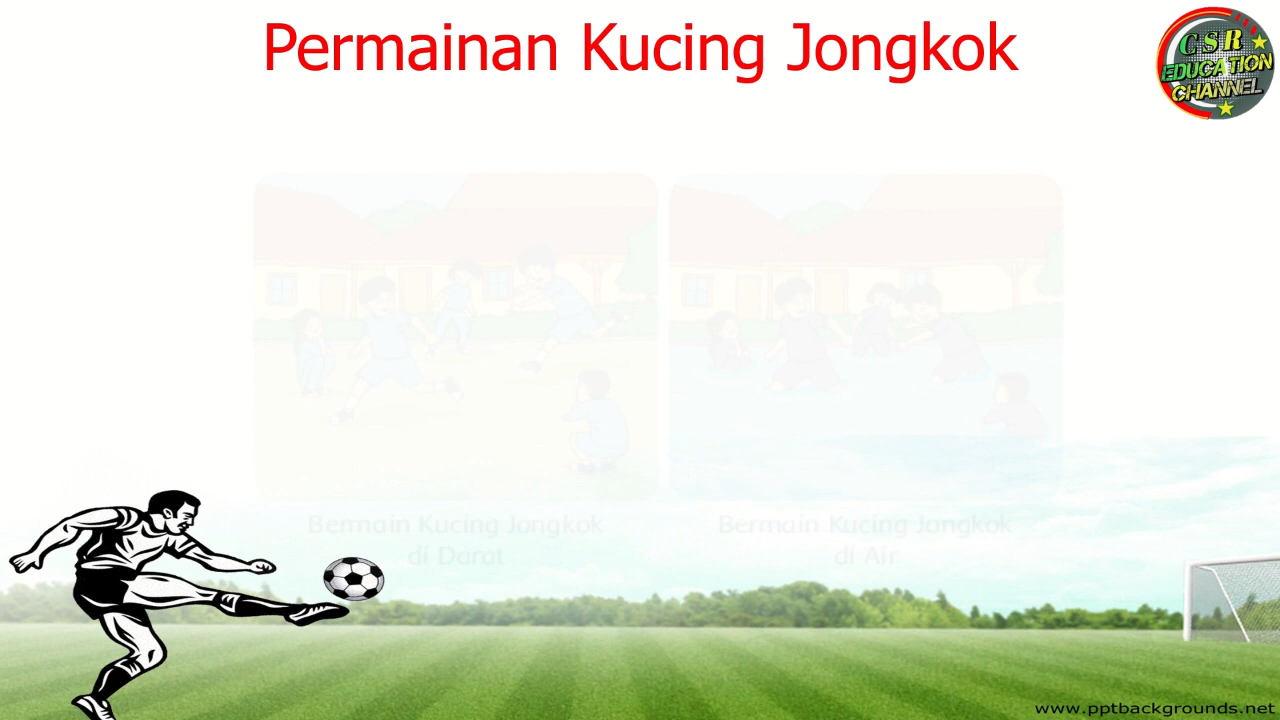 Permainan Kucing Jongkok
CSR
EDUCATION
CHANNEL
Bermain Kucing Jongkok
di Darat
Bermain Kucing Jongkok
di Air
www.pptbackgrounds.net